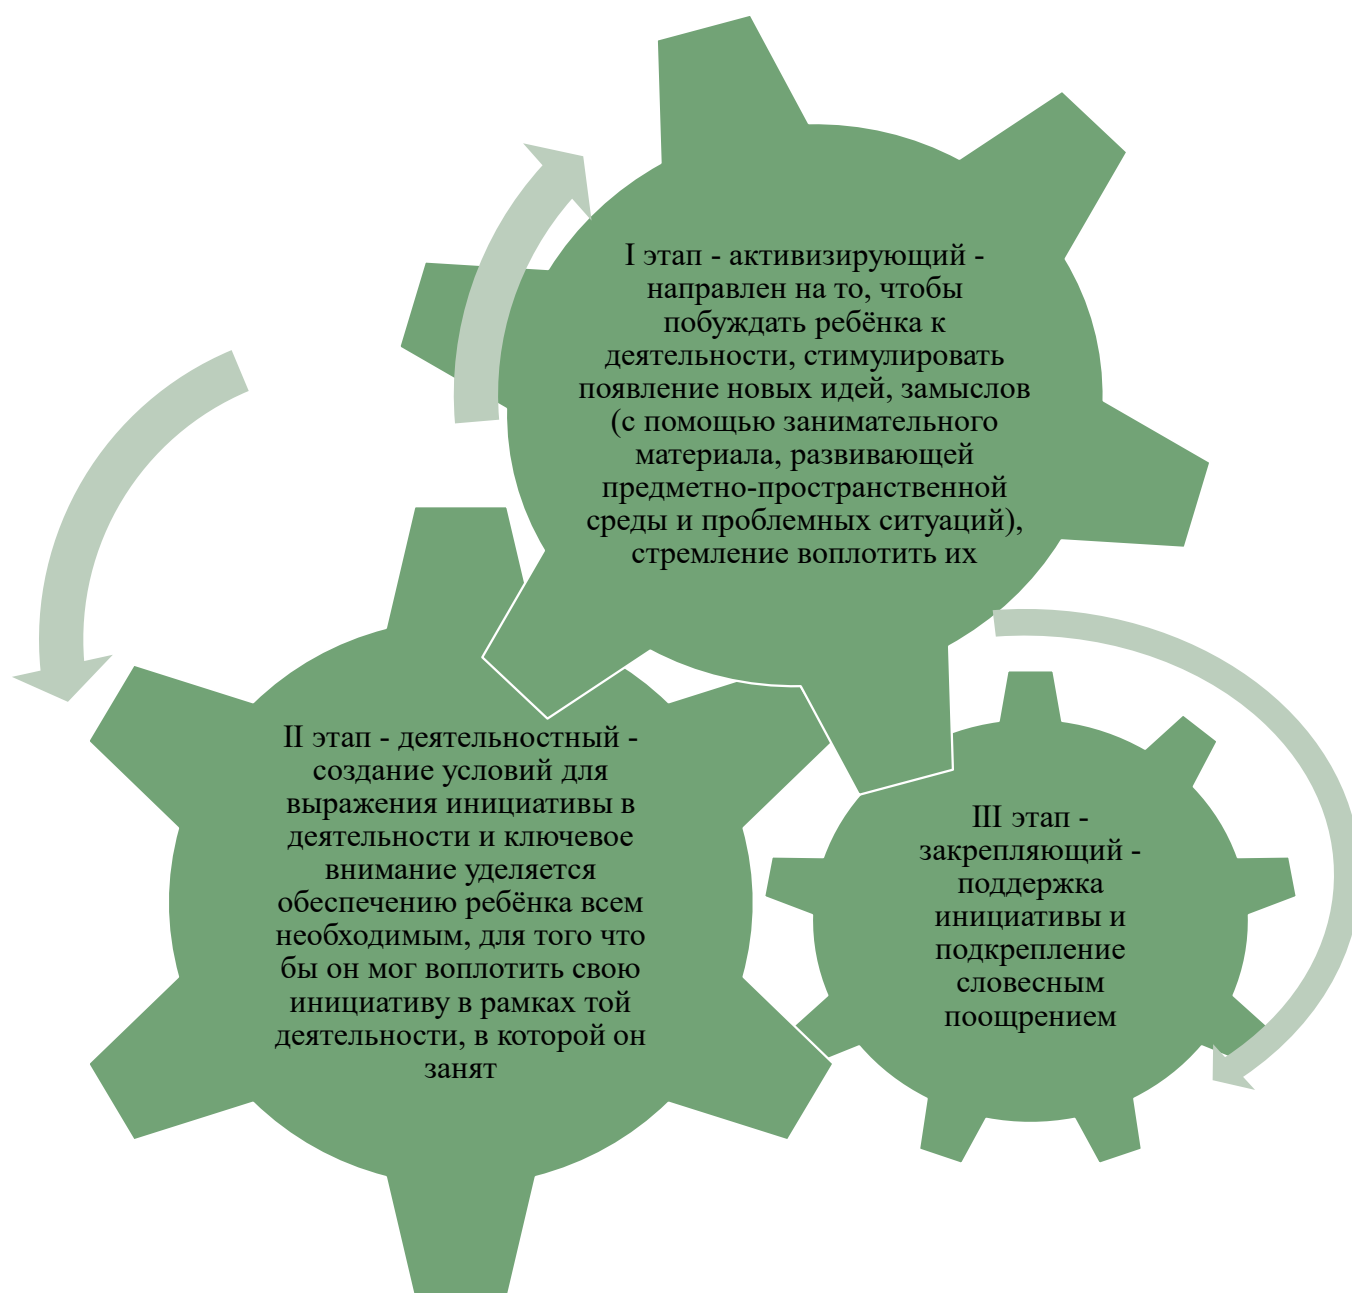 I этап - активизирующий -
направлен на то, чтобы
побуждать ребёнка к
деятельности, стимулировать
появление новых идей, замыслов
(с помощью занимательного
материала, развивающей
предметно-пространственной
среды и проблемных ситуаций),
стремление воплотить их
II этап - деятельностный -
создание условий для
выражения инициативы в
деятельности и ключевое
внимание уделяется
обеспечению ребёнка всем
необходимым, для того что
бы он мог воплотить свою
инициативу в рамках той
деятельности, в которой он
занят
III этап -
закрепляющий -
поддержка
инициативы и
подкрепление
словесным
поощрением